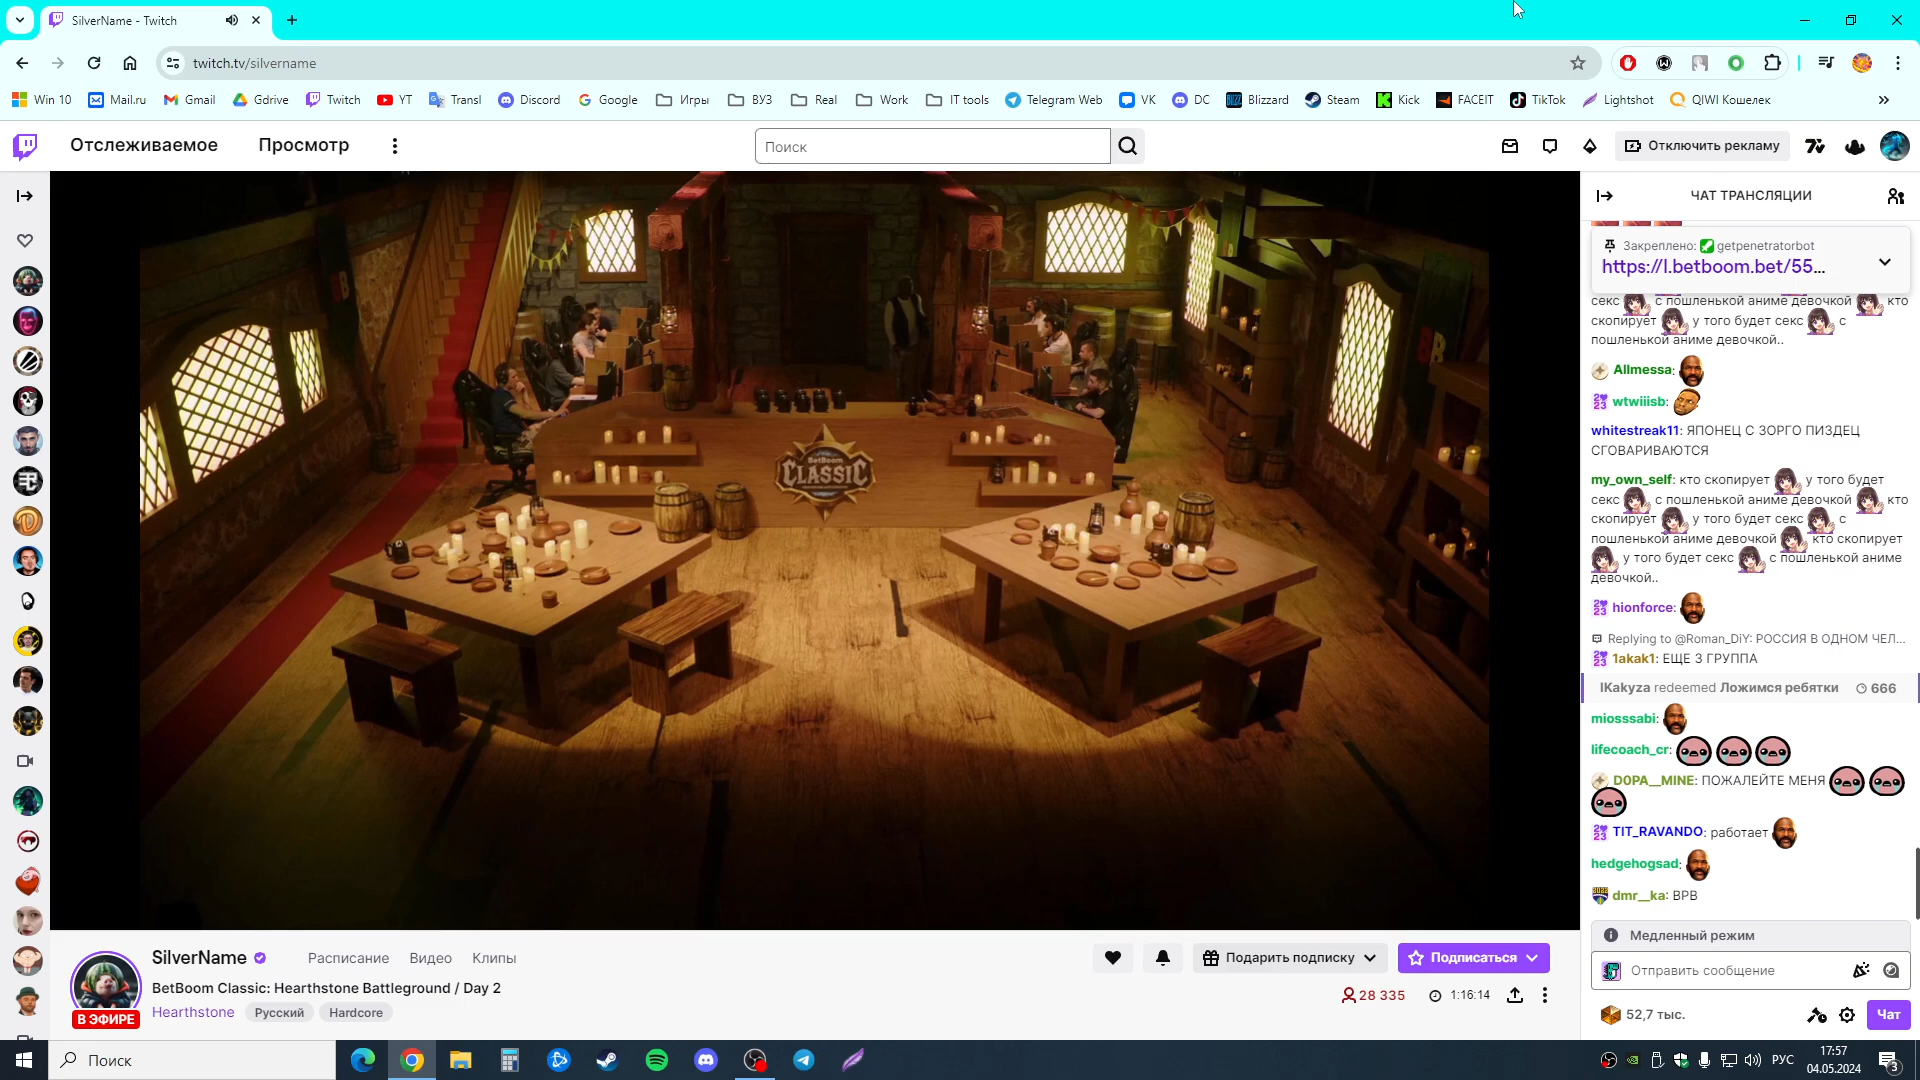 SilverName - Twitch
twitch.tv/silvername
Win 10 Mail.ru Gmail Gdrive Twitch YT Transl Discord Google Игры ВУЗ Real Work IT tools Telegram Web VK DC Blizzard Steam Kick FACEIT TikTok Lightshot QIWI Кошелек
Отслеживаемое Просмотр Поиск Отключить рекламу
ЧАТ ТРАНСЛЯЦИИ
Закреплено: getpenetratorbot
https://l.betboom.bet/55...
секс с пошленькой аниме девочкой кто
скопирует у того будет секс с
пошленькой аниме девочкой..
Allmessa:
wtwiiisb:
whitestreak11: ЯПОНЕЦ С ЗОРГО ПИЗДЕЦ
СГОВАРИВАЮТСЯ
my_own_self: кто скопирует у того будет
секс с пошленькой аниме девочкой кто
скопирует у того будет секс с
пошленькой аниме девочкой кто скопирует
у того будет секс с пошленькой аниме
девочкой..
hionforce:
Replying to @Roman_DiY: РОССИЯ В ОДНОМ ЧЕЛ...
1akak1: ЕЩЕ 3 ГРУППА
IKakyza redeemed Ложимся ребятки 666
miosssabi:
lifecoach_cr:
D0PA__MINE: ПОЖАЛЕЙТЕ МЕНЯ
TIT_RAVANDO: работает
hedgehogsad:
dmr__ka: ВРВ
Медленный режим
Отправить сообщение
52,7 тыс. Чат
BetBoom
CLASSIC
SilverName Расписание Видео Клипы Подарить подписку Подписаться
BetBoom Classic: Hearthstone Battleground / Day 2
28 335 1:16:14
Hearthstone Русский Hardcore
В ЭФИРЕ
Поиск
РУС
17:57
04.05.2024
3